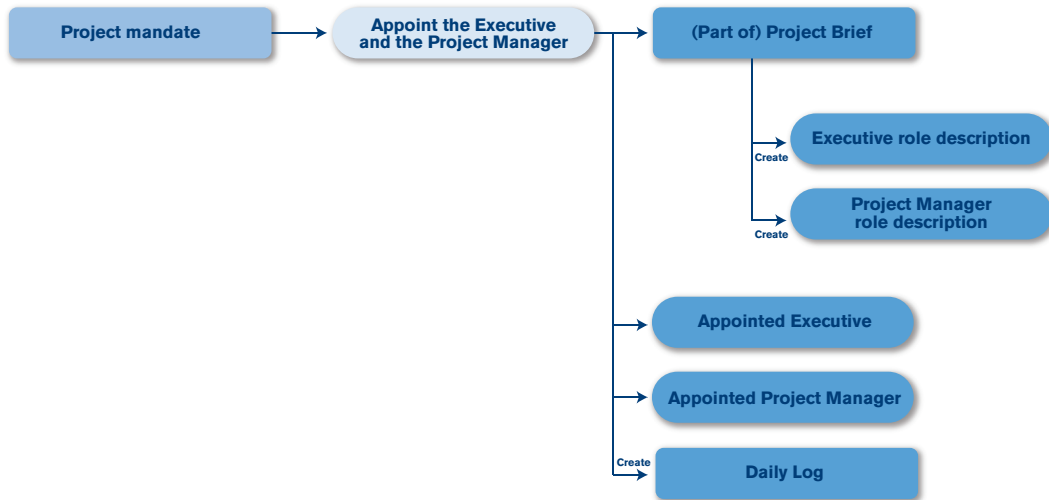 Project mandate
Appoint the Executive
and the Project Manager
(Part of) Project Brief
Executive role description
Create
Project Manager
role description
Create
Appointed Executive
Appointed Project Manager
Create
Daily Log